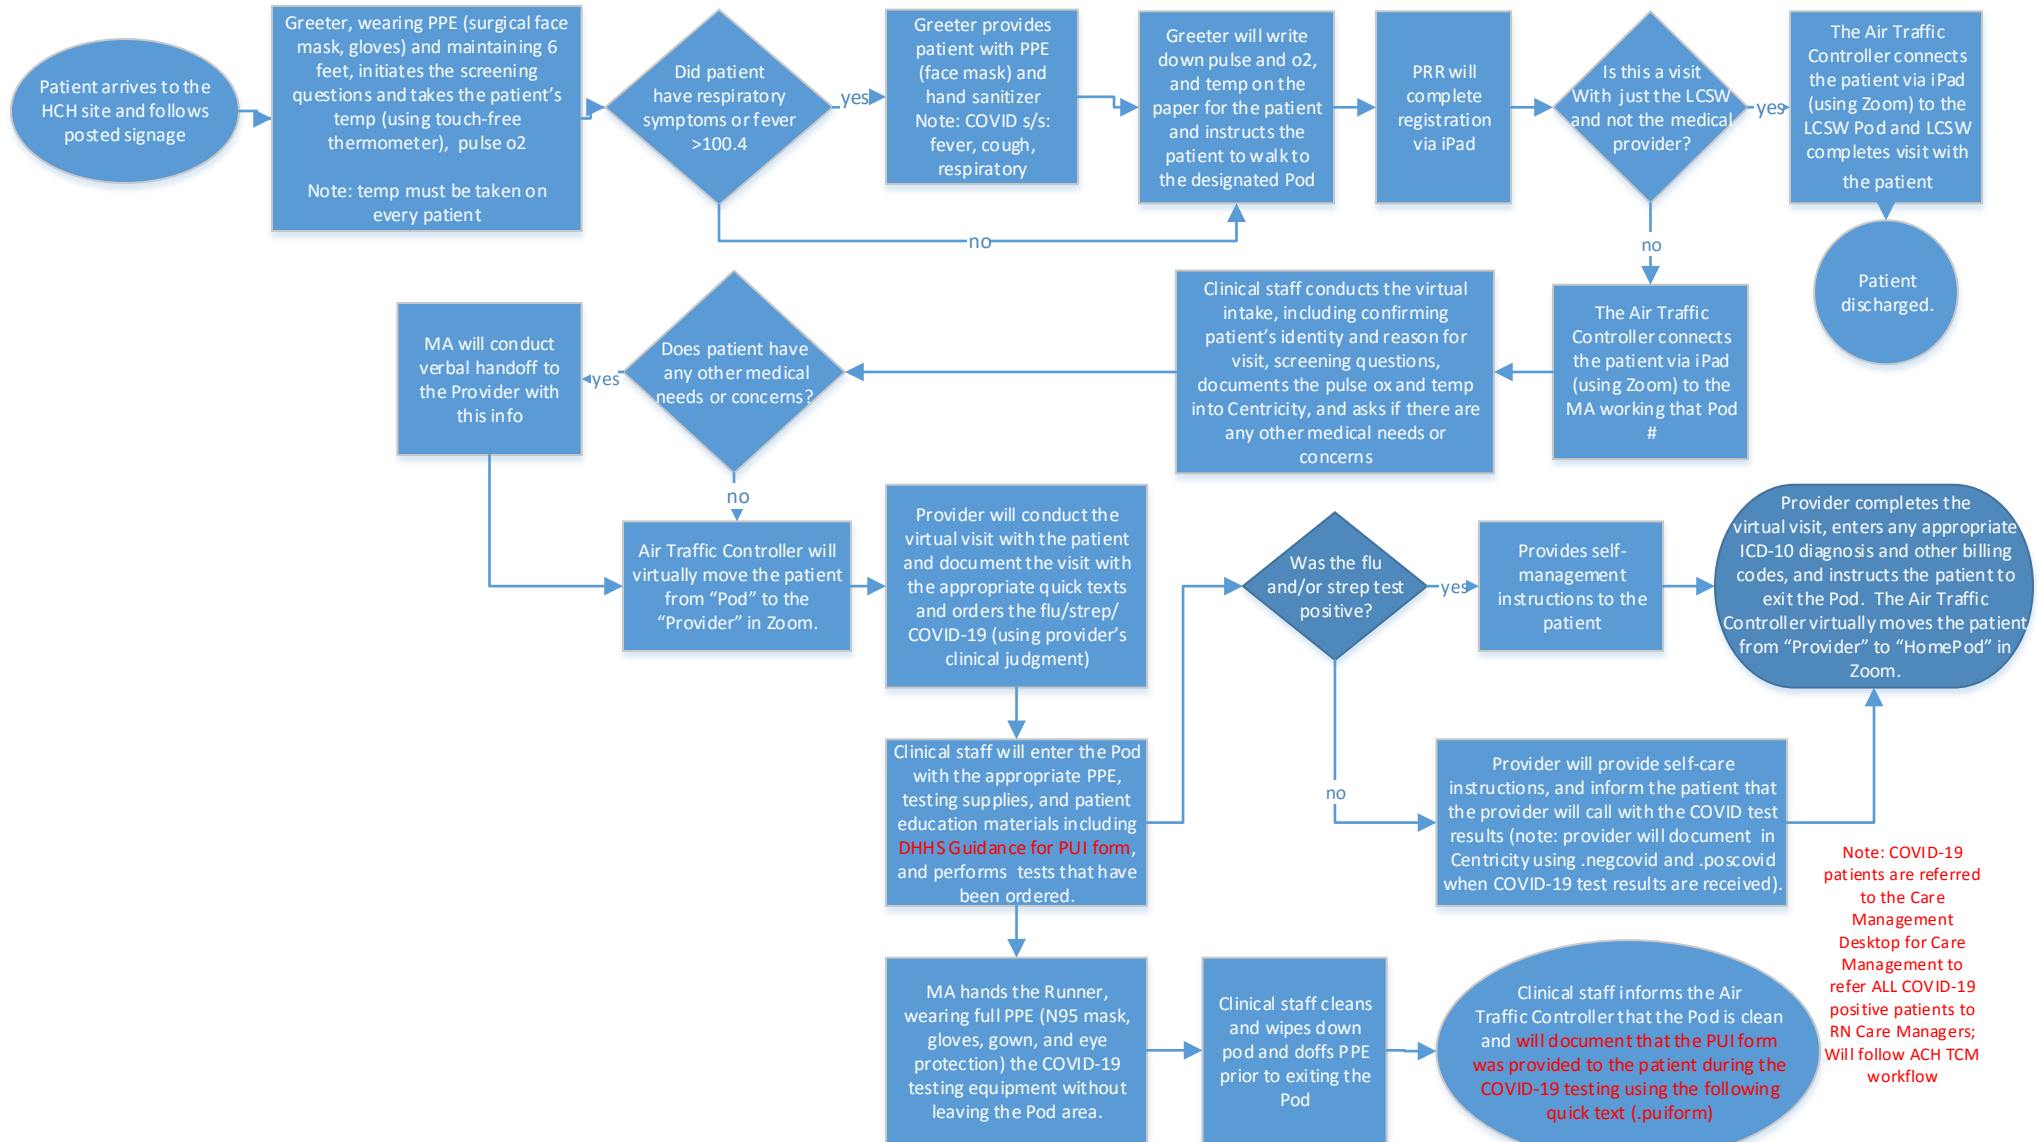 Patient arrives to the
HCH site and follows
posted signage
Greeter, wearing PPE (surgical face
mask, gloves) and maintaining 6
feet, initiates the screening
questions and takes the patient's
temp (using touch-free
thermometer), pulse o2
Note: temp must be taken on
every patient
Did patient
have respiratory
symptoms or fever
>100.4
yes
Greeter provides
patient with PPE
(face mask) and
hand sanitizer
Note: COVID s/s:
fever, cough,
respiratory
Greeter will write
down pulse and o2,
and temp on the
paper for the patient
and instructs the
patient to walk to
the designated Pod
PRR will
complete
registration
via iPad
Is this a visit
With just the LCSW
and not the medical
provider?
yes
The Air Traffic
Controller connects
the patient via iPad
(using Zoom) to the
LCSW Pod and LCSW
completes visit with
the patient
no
no
Patient
discharged.
The Air Traffic
Controller connects
the patient via iPad
(using Zoom) to the
MA working that Pod
#
Clinical staff conducts the virtual
intake, including confirming
patient's identity and reason for
visit, screening questions,
documents the pulse ox and temp
into Centricity, and asks if there are
any other medical needs or
concerns
Does patient have
any other medical
needs or concerns?
yes
MA will conduct
verbal handoff to
the Provider with
this info
no
Air Traffic Controller will
virtually move the patient
from "Pod" to the
"Provider" in Zoom.
Provider will conduct the
virtual visit with the patient
and document the visit with
the appropriate quick texts
and orders the flu/strep/
COVID-19 (using provider's
clinical judgment)
Was the flu
and/or strep test
positive?
yes
Provides self-
management
instructions to the
patient
Provider completes the
virtual visit, enters any appropriate
ICD-10 diagnosis and other billing
codes, and instructs the patient to
exit the Pod. The Air Traffic
Controller virtually moves the patient
from "Provider" to "HomePod" in
Zoom.
Clinical staff will enter the Pod
with the appropriate PPE,
testing supplies, and patient
education materials including
DHHS Guidance for PUI form,
and performs tests that have
been ordered.
no
Provider will provide self-care
instructions, and inform the patient that
the provider will call with the COVID test
results (note: provider will document in
Centricity using .negcovid and .poscovid
when COVID-19 test results are received).
Note: COVID-19
patients are referred
to the Care
Management
Desktop for Care
Management to
refer ALL COVID-19
positive patients to
RN Care Managers;
Will follow ACH TCM
workflow
MA hands the Runner,
wearing full PPE (N95 mask,
gloves, gown, and eye
protection) the COVID-19
testing equipment without
leaving the Pod area.
Clinical staff cleans
and wipes down
pod and doffs PPE
prior to exiting the
Pod
Clinical staff informs the Air
Traffic Controller that the Pod is clean
and will document that the PUI form
was provided to the patient during the
COVID-19 testing using the following
quick text (.puiform)